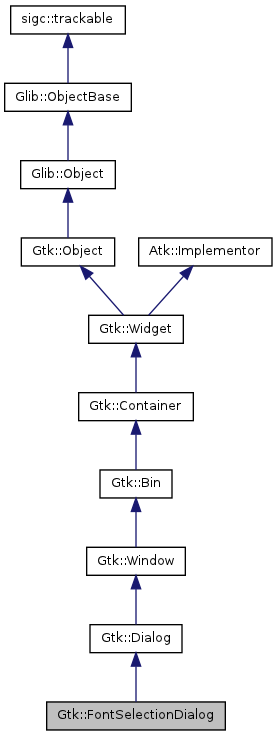 sigc::trackable
Glib::ObjectBase
Glib::Object
Gtk::Object
Atk::Implementor
Gtk::Widget
Gtk::Container
Gtk::Bin
Gtk::Window
Gtk::Dialog
Gtk::FontSelectionDialog